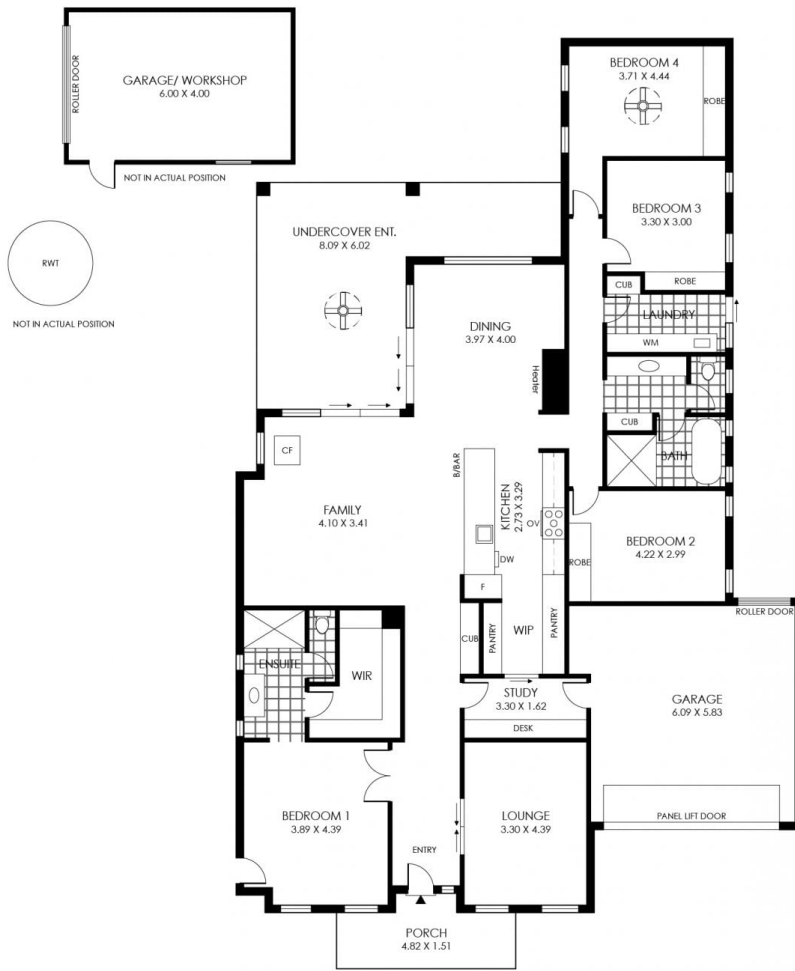 GARAGE/ WORKSHOP
6.00 X 4.00
ROLLER DOOR
NOT IN ACTUAL POSITION
RWT
NOT IN ACTUAL POSITION
BEDROOM 4
3.71 X 4.44
ROBE
BEDROOM 3
3.30 X 3.00
ROBE
CUB
LAUNDRY
WM
UNDERCOVER ENT.
8.09 X 6.02
DINING
3.97 X 4.00
Heater
CUB
BATH
CF
FAMILY
4.10 X 3.41
B/BAR
KITCHEN
2.73 X 3.29
OV
DW
F
BEDROOM 2
4.22 X 2.99
ROBE
ROLLER DOOR
CUB
PANTRY
WIP
PANTRY
ENSUITE
WIR
STUDY
3.30 X 1.62
DESK
GARAGE
6.09 X 5.83
PANEL LIFT DOOR
BEDROOM 1
3.89 X 4.39
LOUNGE
3.30 X 4.39
ENTRY
PORCH
4.82 X 1.51